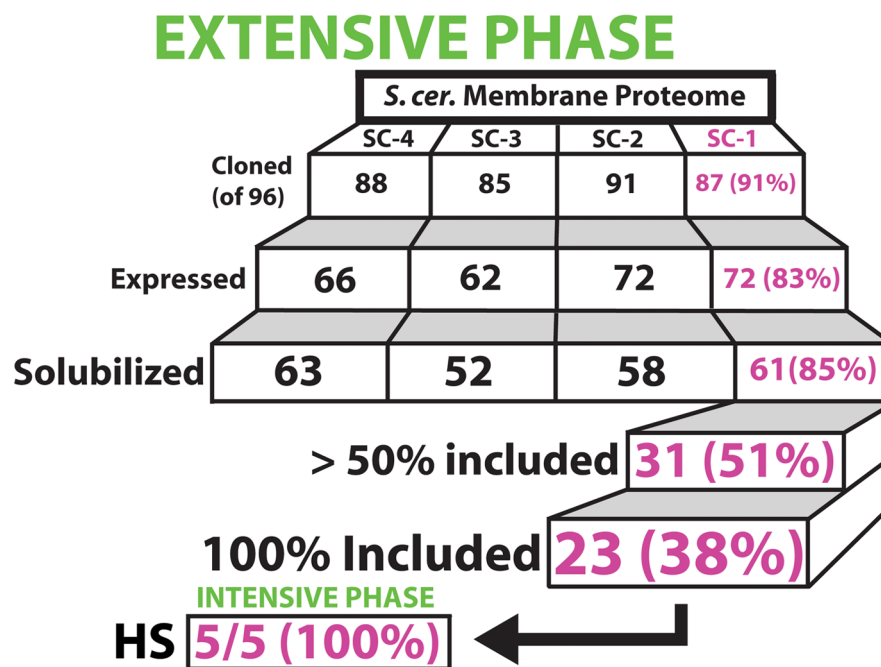 EXTENSIVE PHASE
S. cer. Membrane Proteome
SC-4 SC-3 SC-2 SC-1
Cloned
(of 96) 88 85 91 87 (91%)
Expressed 66 62 72 72 (83%)
Solubilized 63 52 58 61(85%)
> 50% included 31 (51%)
100% Included 23 (38%)
INTENSIVE PHASE
HS 5/5 (100%)